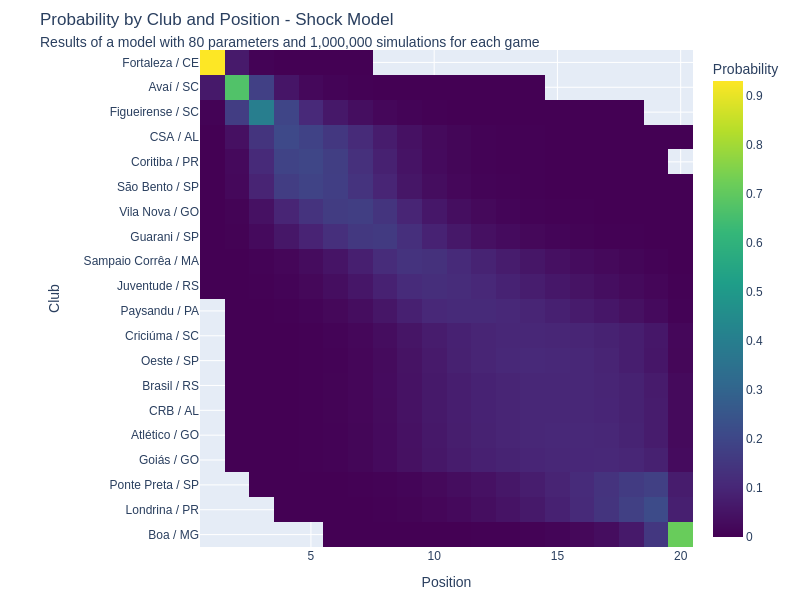 Probability by Club and Position - Shock Model
Results of a model with 80 parameters and 1,000,000 simulations for each game
Probability
Fortaleza / CE
Avaí / SC
Figueirense / SC
CSA / AL
Coritiba / PR
São Bento / SP
Vila Nova / GO
Guarani / SP
Sampaio Corrêa / MA
Juventude / RS
Paysandu / PA
Criciúma / SC
Oeste / SP
Brasil / RS
CRB / AL
Atlético / GO
Goiás / GO
Ponte Preta / SP
Londrina / PR
Boa / MG
Club
5
10
15
20
Position
0.9
0.8
0.7
0.6
0.5
0.4
0.3
0.2
0.1
0